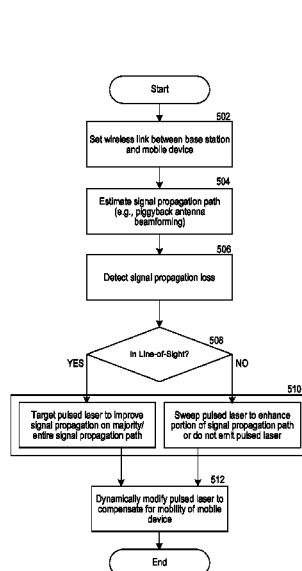 Start
502
Set wireless link between base station
and mobile device
504
Estimate signal propagation path
(e.g., piggyback antenna
beamforming)
506
Detect signal propagation loss
508
In Line-of-Sight?
YES
NO
510
Target pulsed laser to improve
signal propagation on majority/
entire signal propagation path
Sweep pulsed laser to enhance
portion of signal propagation path
or do not emit pulsed laser
512
Dynamically modify pulsed laser to
compensate for mobility of mobile
device
End